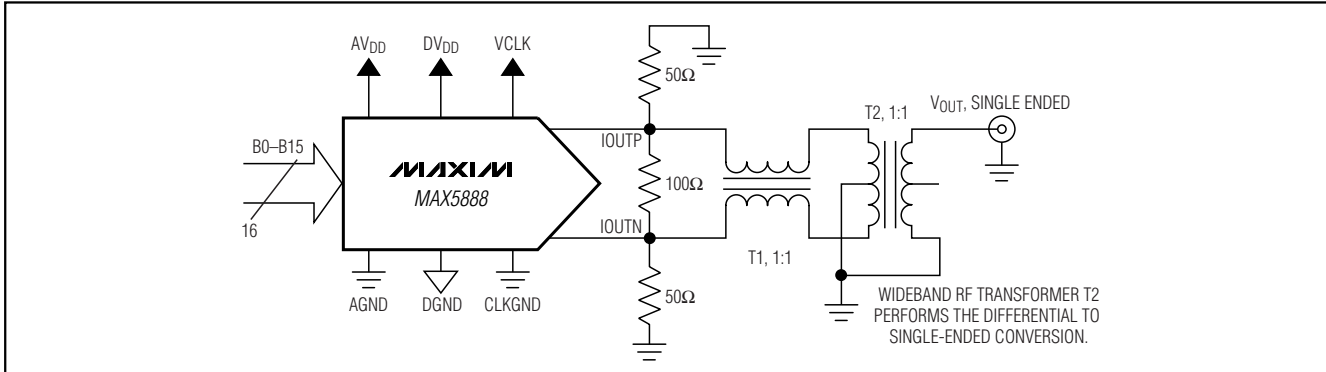 AVDD
DVDD
VCLK
50Ω
T2, 1:1
VOUT, SINGLE ENDED
IOUTP
B0–B15
MAXIM
MAX5888
100Ω
16
IOUTN
T1, 1:1
50Ω
AGND
DGND
CLKGND
WIDEBAND RF TRANSFORMER T2
PERFORMS THE DIFFERENTIAL TO
SINGLE-ENDED CONVERSION.